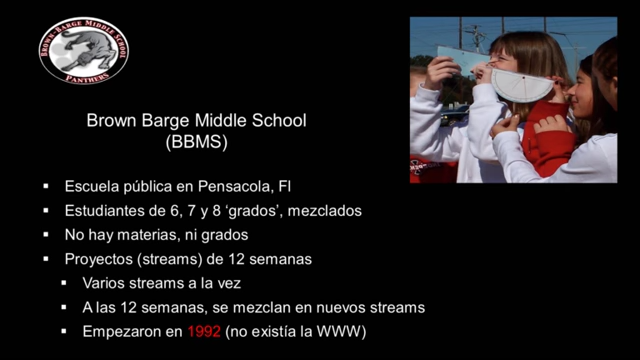 BROWN-BARGE MIDDLE SCHOOL
PANTHERS
Brown Barge Middle School
(BBMS)
▪ Escuela pública en Pensacola, Fl
▪ Estudiantes de 6, 7 y 8 ‘grados’, mezclados
▪ No hay materias, ni grados
▪ Proyectos (streams) de 12 semanas
▪ Varios streams a la vez
▪ A las 12 semanas, se mezclan en nuevos streams
▪ Empezaron en 1992 (no existía la WWW)